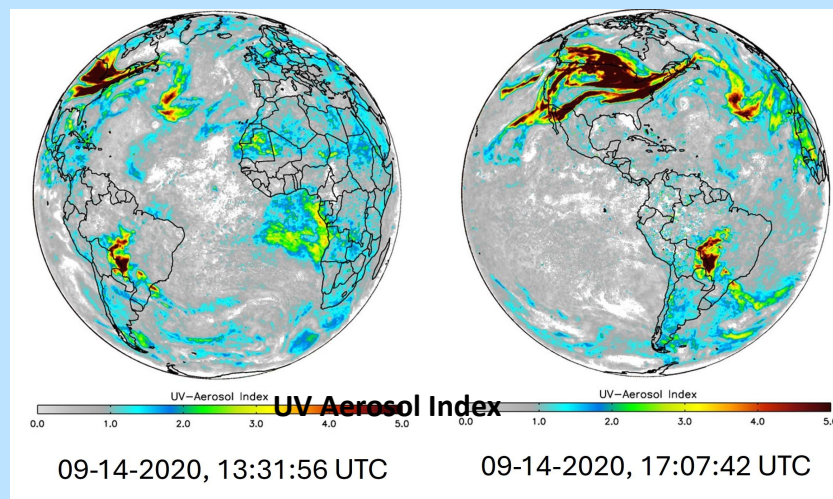 UV-Aerosol Index
0.0 1.0 2.0 3.0 4.0 5.0
UV-Aerosol Index
0.0 1.0 2.0 3.0 4.0 5.0
UV Aerosol Index
09-14-2020, 13:31:56 UTC
09-14-2020, 17:07:42 UTC